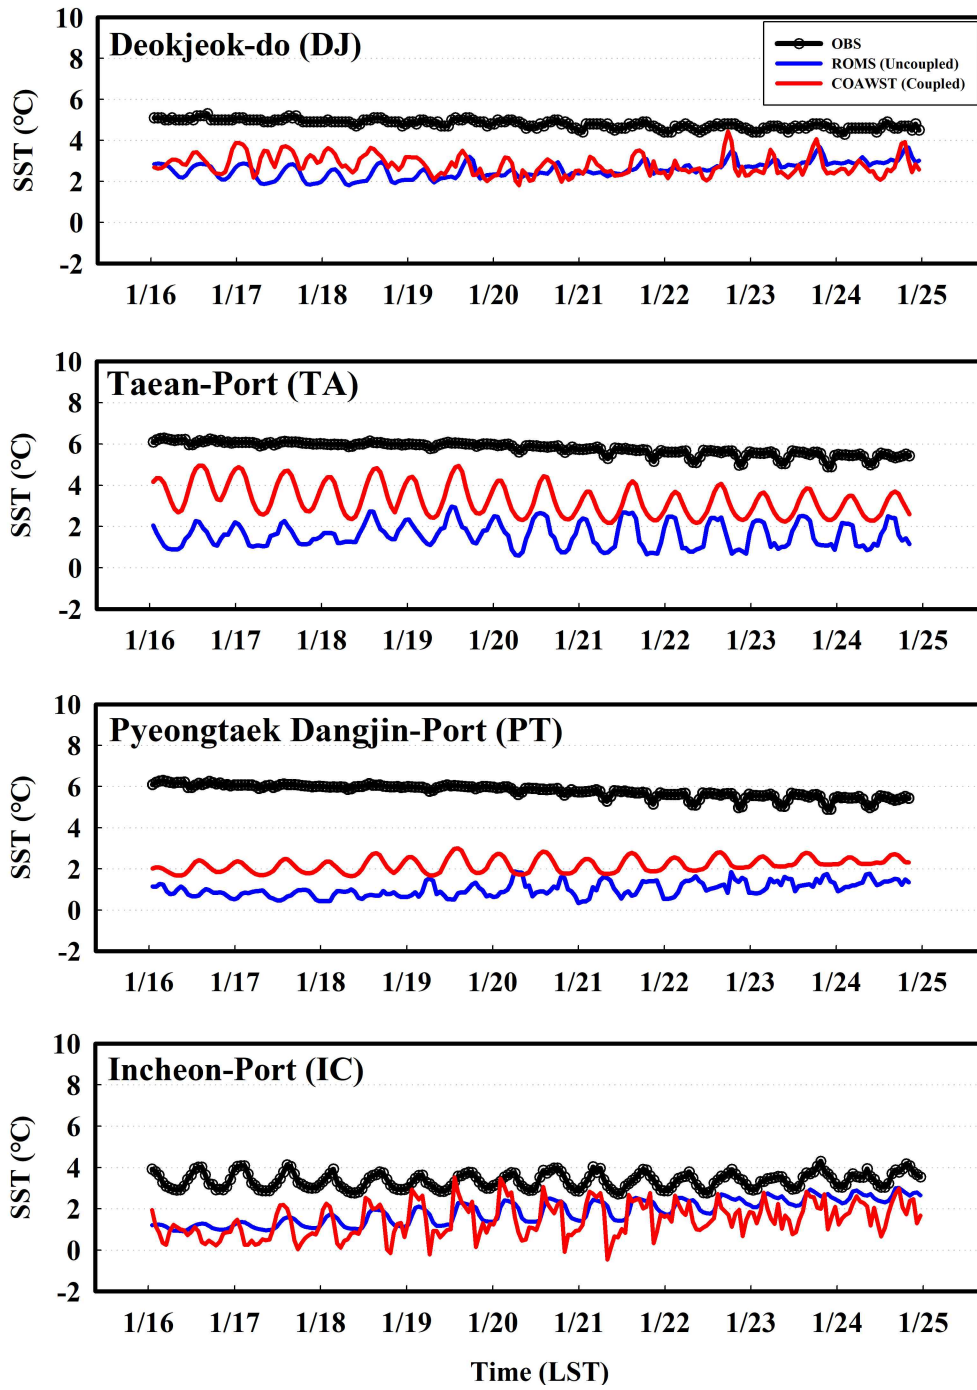 Deokjeok-do (DJ)
OBS
ROMS (Uncoupled)
COAWST (Coupled)
SST (°C)
10
8
6
4
2
0
-2
1/16 1/17 1/18 1/19 1/20 1/21 1/22 1/23 1/24 1/25
Taean-Port (TA)
SST (°C)
10
8
6
4
2
0
-2
1/16 1/17 1/18 1/19 1/20 1/21 1/22 1/23 1/24 1/25
Pyeongtaek Dangjin-Port (PT)
SST (°C)
10
8
6
4
2
0
-2
1/16 1/17 1/18 1/19 1/20 1/21 1/22 1/23 1/24 1/25
Incheon-Port (IC)
SST (°C)
10
8
6
4
2
0
-2
1/16 1/17 1/18 1/19 1/20 1/21 1/22 1/23 1/24 1/25
Time (LST)